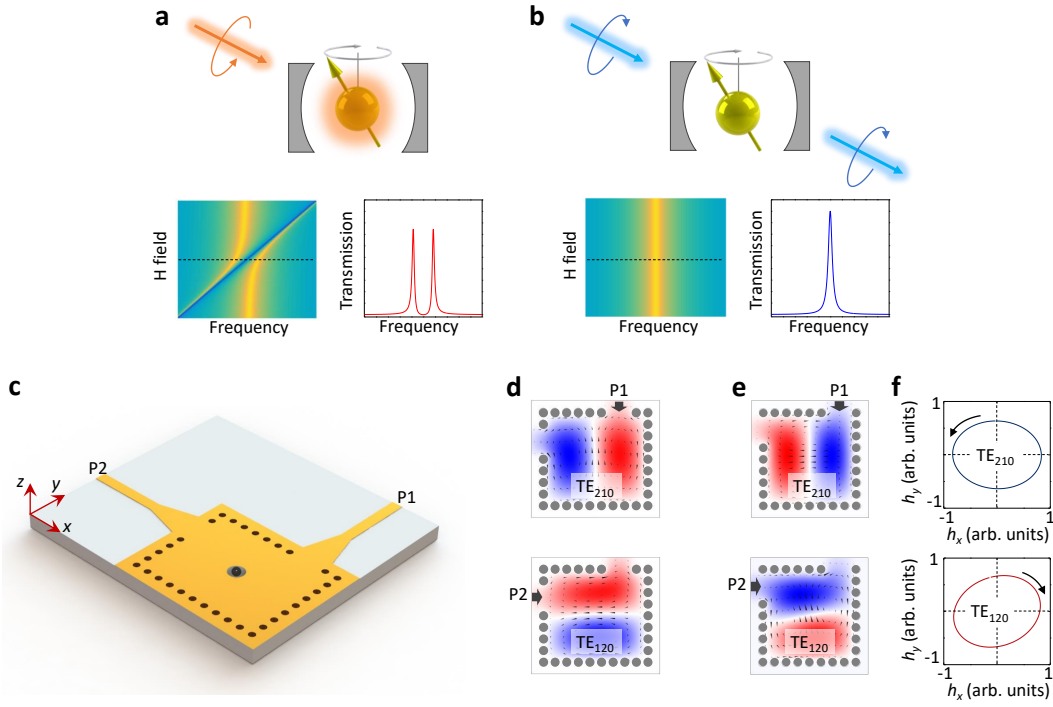 a
b
H field
Frequency
Transmission
Frequency
H field
Frequency
Transmission
Frequency
c
P2
P1
z
y
x
d
P1
TE210
P2
TE120
e
P1
TE210
P2
TE120
f
1
hy (arb. units)
TE210
-1
-1
1
hx (arb. units)
1
hy (arb. units)
TE120
-1
-1
1
hx (arb. units)